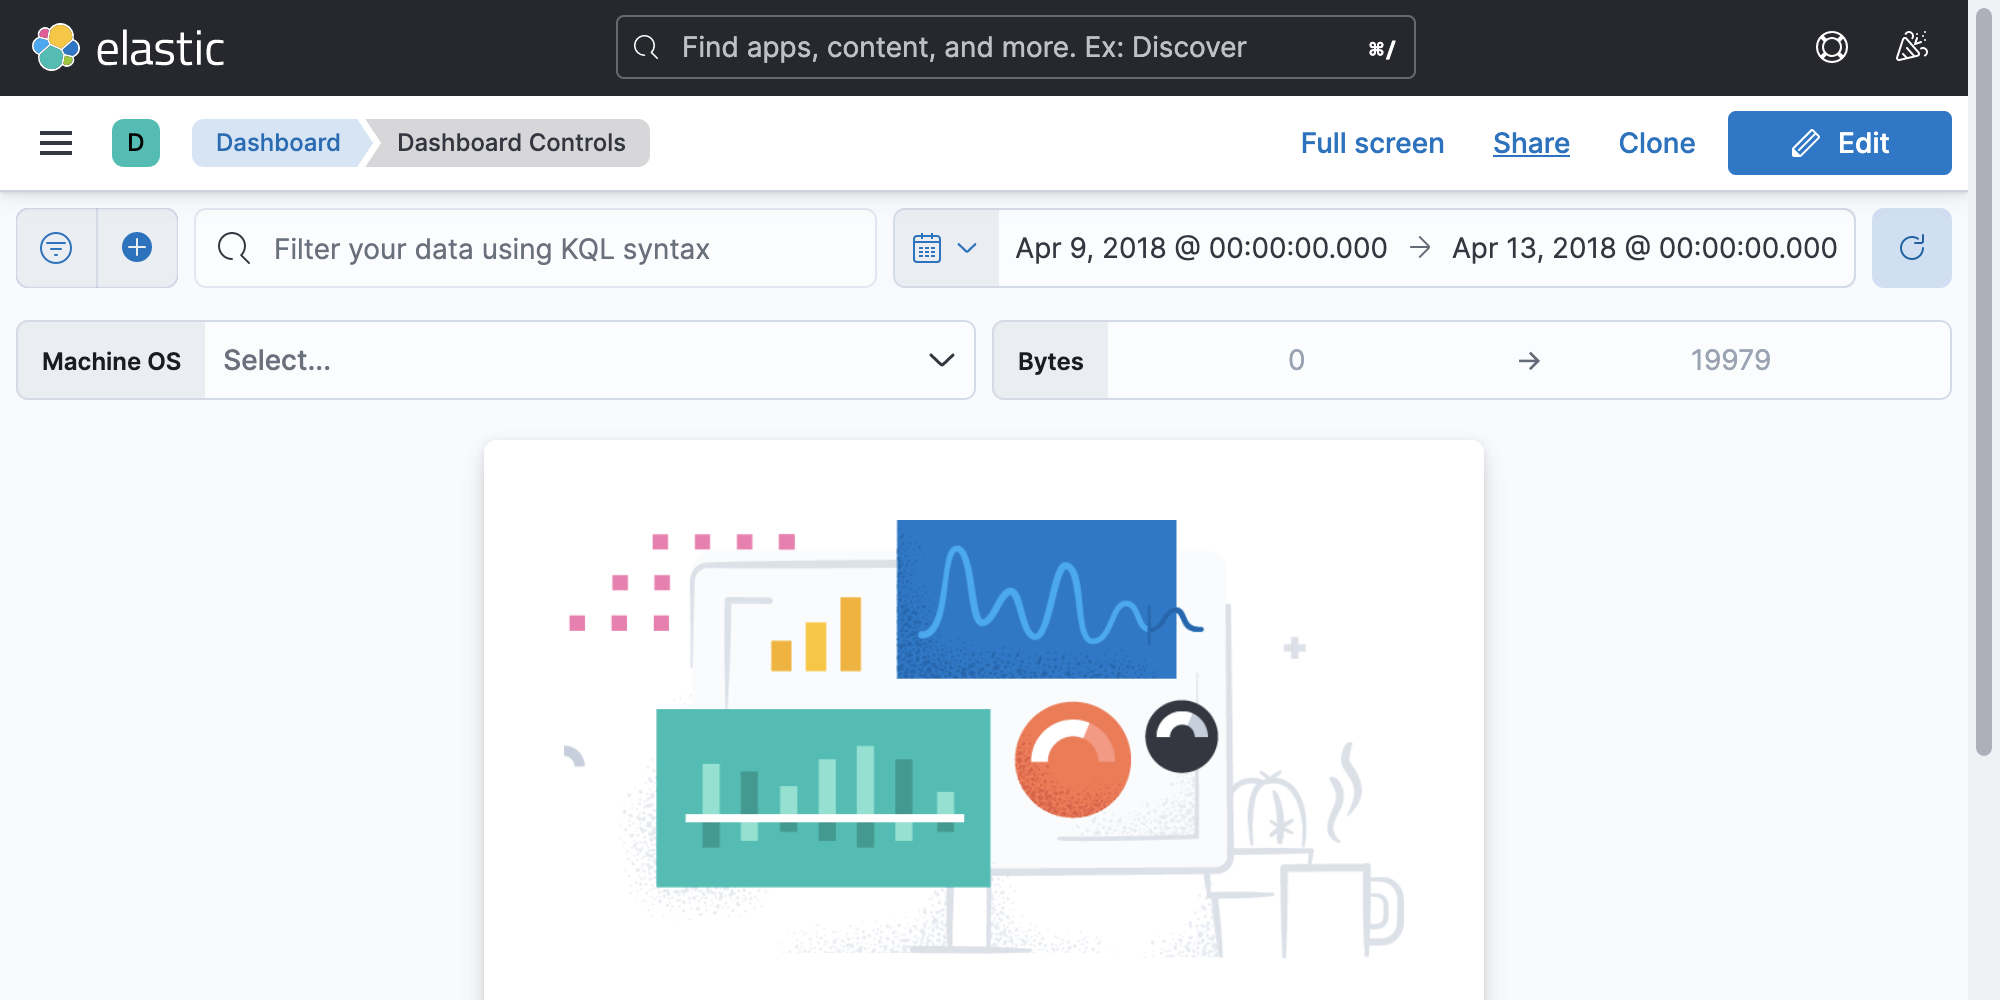 elastic
Find apps, content, and more. Ex: Discover ⌘/
D Dashboard Dashboard Controls Full screen Share Clone Edit
Filter your data using KQL syntax Apr 9, 2018 @ 00:00:00.000 → Apr 13, 2018 @ 00:00:00.000
Machine OS Select... Bytes 0 → 19979